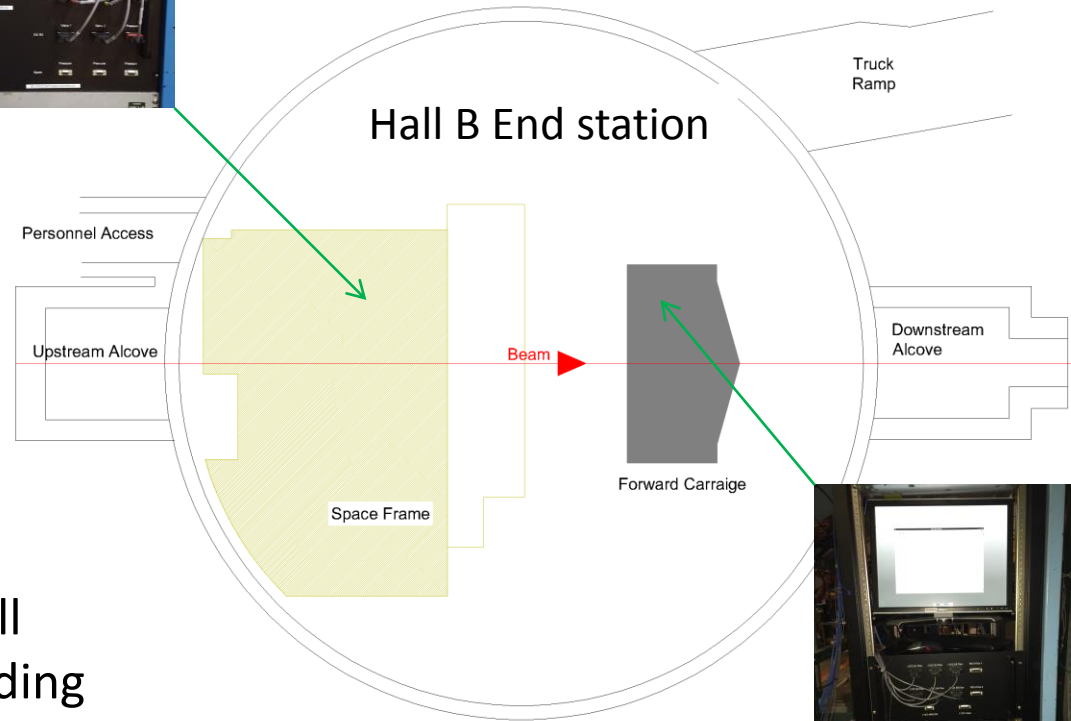 Hall B End station
Truck
Ramp
Personnel Access
Upstream Alcove
Beam
Downstream
Alcove
Forward Carraige
Space Frame
ll
ding